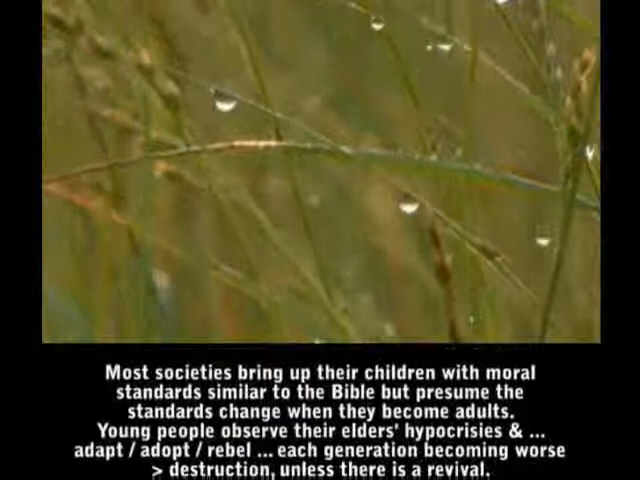 Most societies bring up their children with moral
standards similar to the Bible but presume the
standards change when they become adults.
Young people observe their elders' hypocrisies & ...
adapt / adopt / rebel ... each generation becoming worse
> destruction, unless there is a revival.